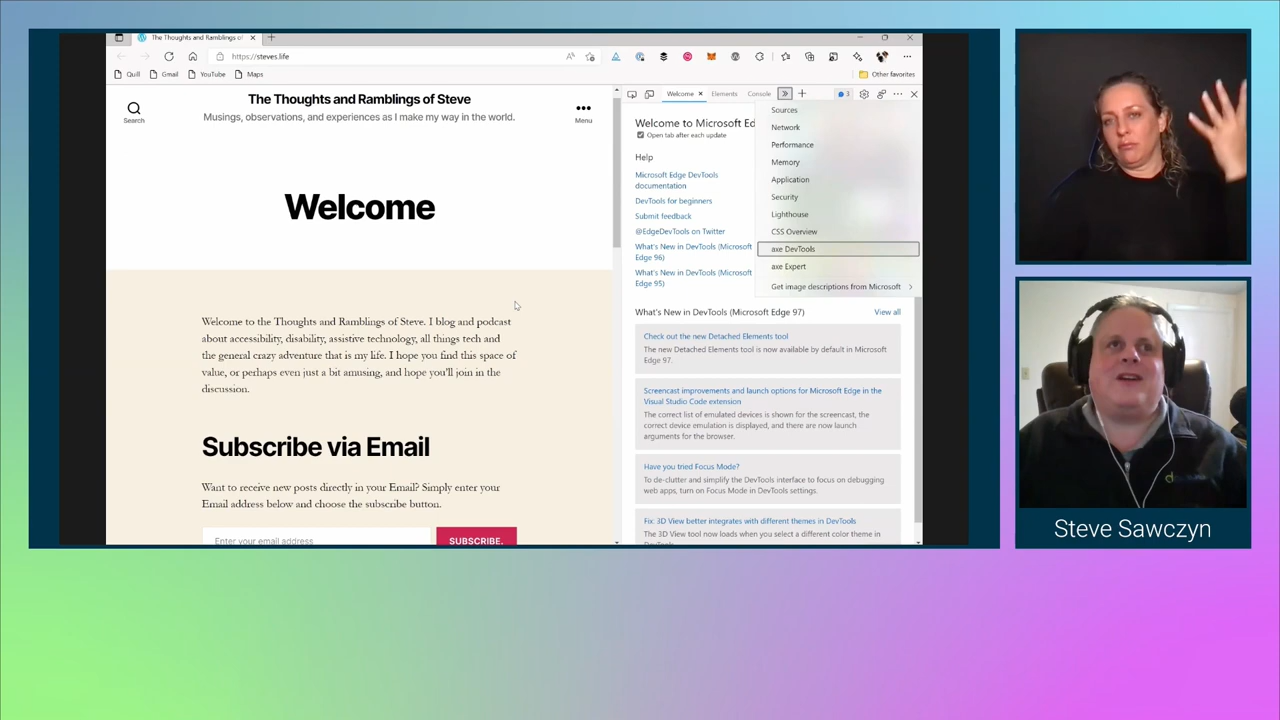 The Thoughts and Ramblings of
https://steves.life
Quill
Gmail
YouTube
Maps
Other favorites
The Thoughts and Ramblings of Steve
Musings, observations, and experiences as I make my way in the world.
Search
Menu
Welcome
Welcome to the Thoughts and Ramblings of Steve. I blog and podcast
about accessibility, disability, assistive technology, all things tech and
the general crazy adventure that is my life. I hope you find this space of
value, or perhaps even just a bit amusing, and hope you'll join in the
discussion.
Subscribe via Email
Want to receive new posts directly in your Email? Simply enter your
Email address below and choose the subscribe button.
Enter your email address
SUBSCRIBE.
Welcome
Elements
Console
3
Welcome to Microsoft Ed
Open tab after each update
Help
Microsoft Edge DevTools
documentation
DevTools for beginners
Submit feedback
@EdgeDevTools on Twitter
What's New in DevTools (Microsoft
Edge 96)
What's New in DevTools (Microsoft
Edge 95)
Sources
Network
Performance
Memory
Application
Security
Lighthouse
CSS Overview
axe DevTools
axe Expert
Get image descriptions from Microsoft
What's New in DevTools (Microsoft Edge 97)
View all
Check out the new Detached Elements tool
The new Detached Elements tool is now available by default in Microsoft
Edge 97.
Screencast improvements and launch options for Microsoft Edge in the
Visual Studio Code extension
The correct list of emulated devices is shown for the screencast, the
correct device emulation is displayed, and there are now launch
arguments for the browser.
Have you tried Focus Mode?
To de-clutter and simplify the DevTools interface to focus on debugging
web apps, turn on Focus Mode in DevTools settings.
Fix: 3D View better integrates with different themes in DevTools
The 3D View tool now loads when you select a different color theme in
Steve Sawczyn